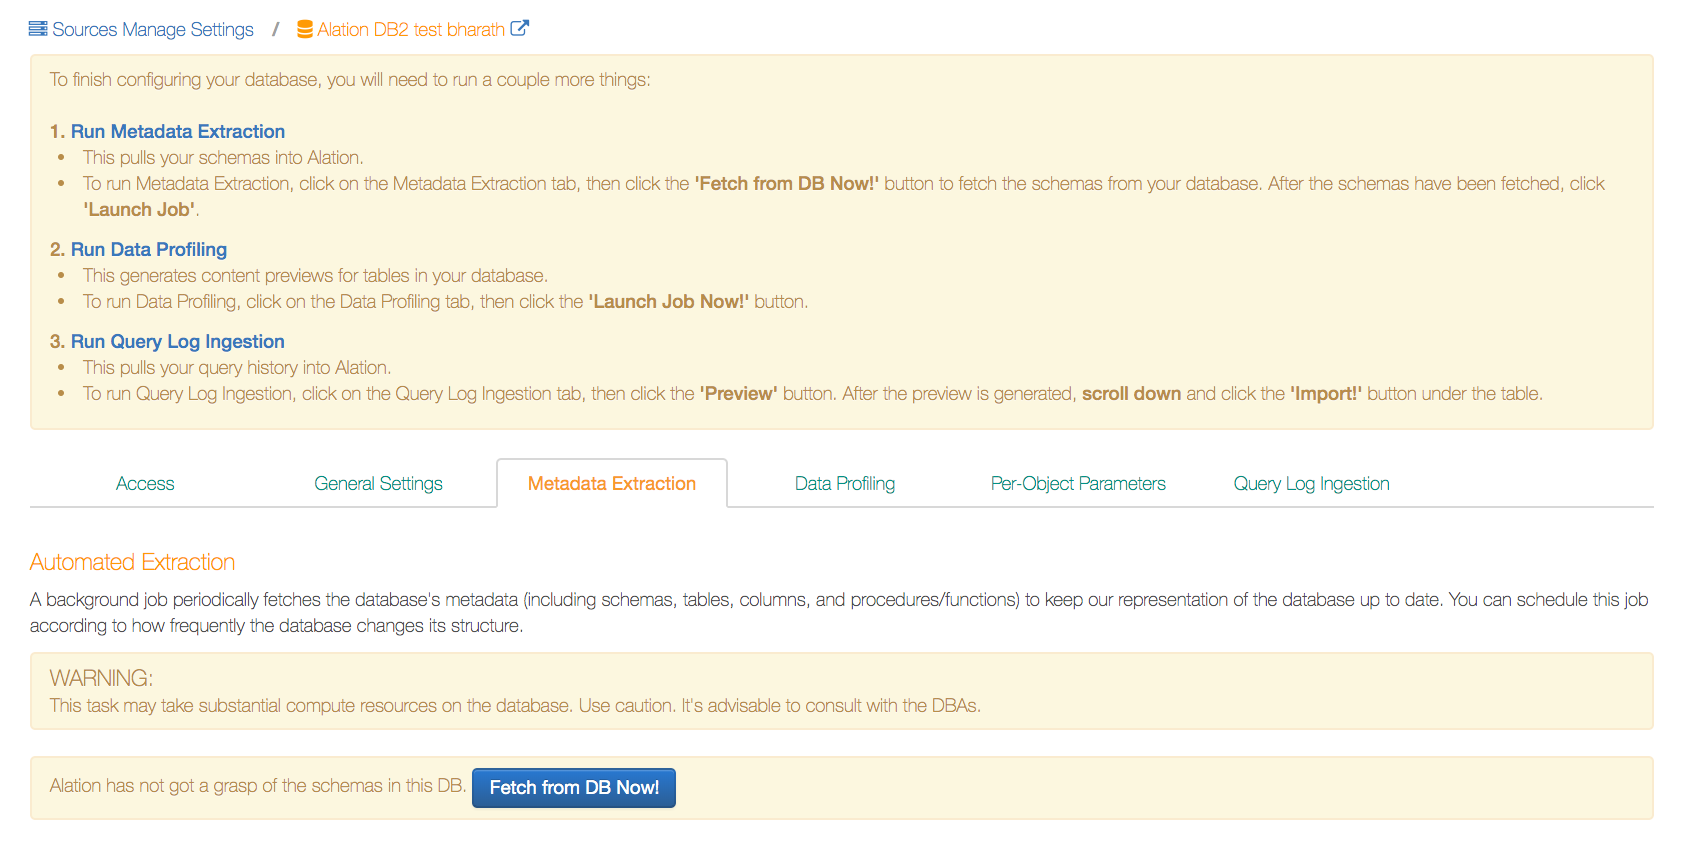 Sources Manage Settings / Alation DB2 test bharath
To finish configuring your database, you will need to run a couple more things:
1. Run Metadata Extraction
• This pulls your schemas into Alation.
• To run Metadata Extraction, click on the Metadata Extraction tab, then click the 'Fetch from DB Now!' button to fetch the schemas from your database. After the schemas have been fetched, click
'Launch Job'.
2. Run Data Profiling
• This generates content previews for tables in your database.
• To run Data Profiling, click on the Data Profiling tab, then click the 'Launch Job Now!' button.
3. Run Query Log Ingestion
• This pulls your query history into Alation.
• To run Query Log Ingestion, click on the Query Log Ingestion tab, then click the 'Preview' button. After the preview is generated, scroll down and click the 'Import!' button under the table.
Access General Settings Metadata Extraction Data Profiling Per-Object Parameters Query Log Ingestion
Automated Extraction
A background job periodically fetches the database's metadata (including schemas, tables, columns, and procedures/functions) to keep our representation of the database up to date. You can schedule this job
according to how frequently the database changes its structure.
WARNING:
This task may take substantial compute resources on the database. Use caution. It's advisable to consult with the DBAs.
Alation has not got a grasp of the schemas in this DB. Fetch from DB Now!